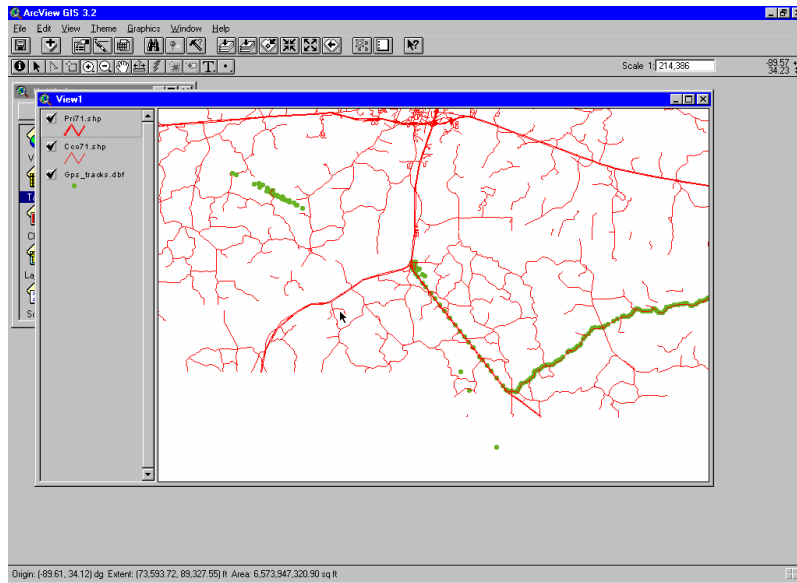 ArcView GIS 3.2
File Edit View Theme Graphics Window Help
Scale 1: 214,386
-89.57
34.23
View1
Pri71.shp
Cco71.shp
Gps_tracks.dbf
Origin: (-89.61, 34.12) dg Extent: (73,593.72, 89,327.55) ft Area: 6,573,947,320.90 sq ft